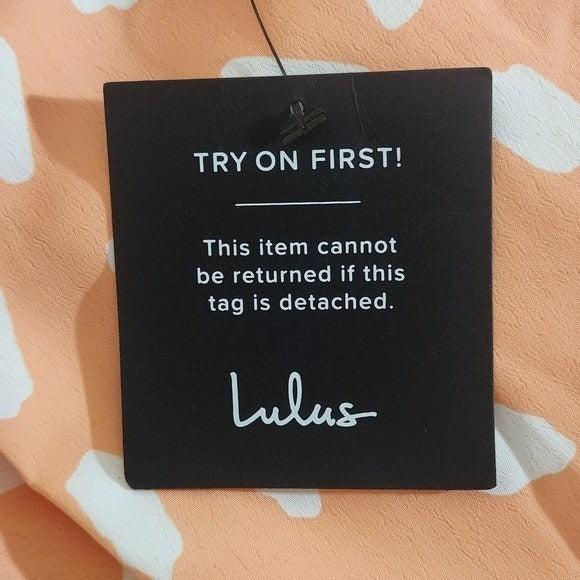 TRY ON FIRST!
This item cannot
be returned if this
tag is detached.
Lulus